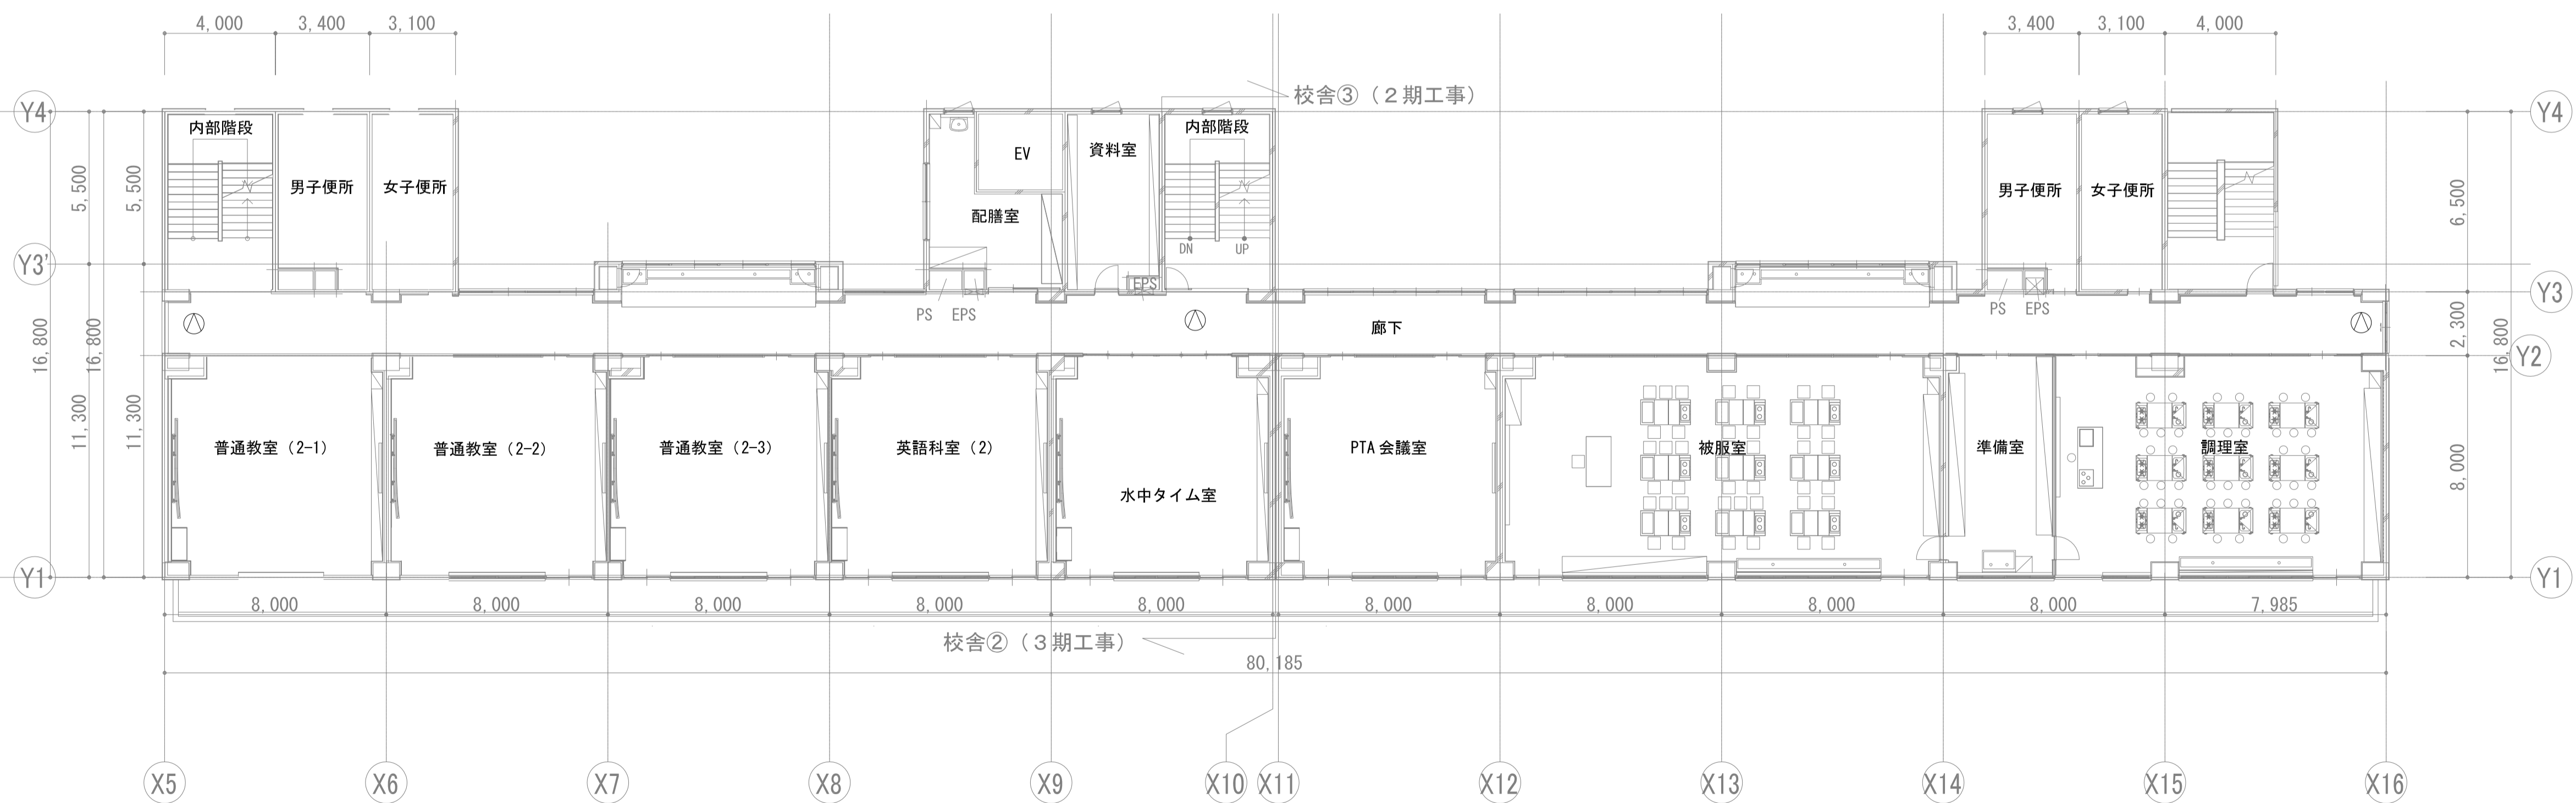 4,000 3,400 3,100
3,400 3,100 4,000
校舎③（２期工事）
Y4
Y4
内部階段
男子便所
女子便所
EV
資料室
内部階段
配膳室
DN UP
男子便所
女子便所
5,500
5,500
6,500
Y3'
Y3
EPS
PS EPS
PS EPS
廊下
2,300
Y2
16,800
16,800
16,800
11,300
11,300
8,000
普通教室（2-1）
普通教室（2-2）
普通教室（2-3）
英語科室（2）
水中タイム室
PTA会議室
被服室
準備室
調理室
Y1
Y1
8,000 8,000 8,000 8,000 8,000 8,000 8,000 8,000 8,000 7,985
校舎②（３期工事）
80,185
X5 X6 X7 X8 X9 X10 X11 X12 X13 X14 X15 X16